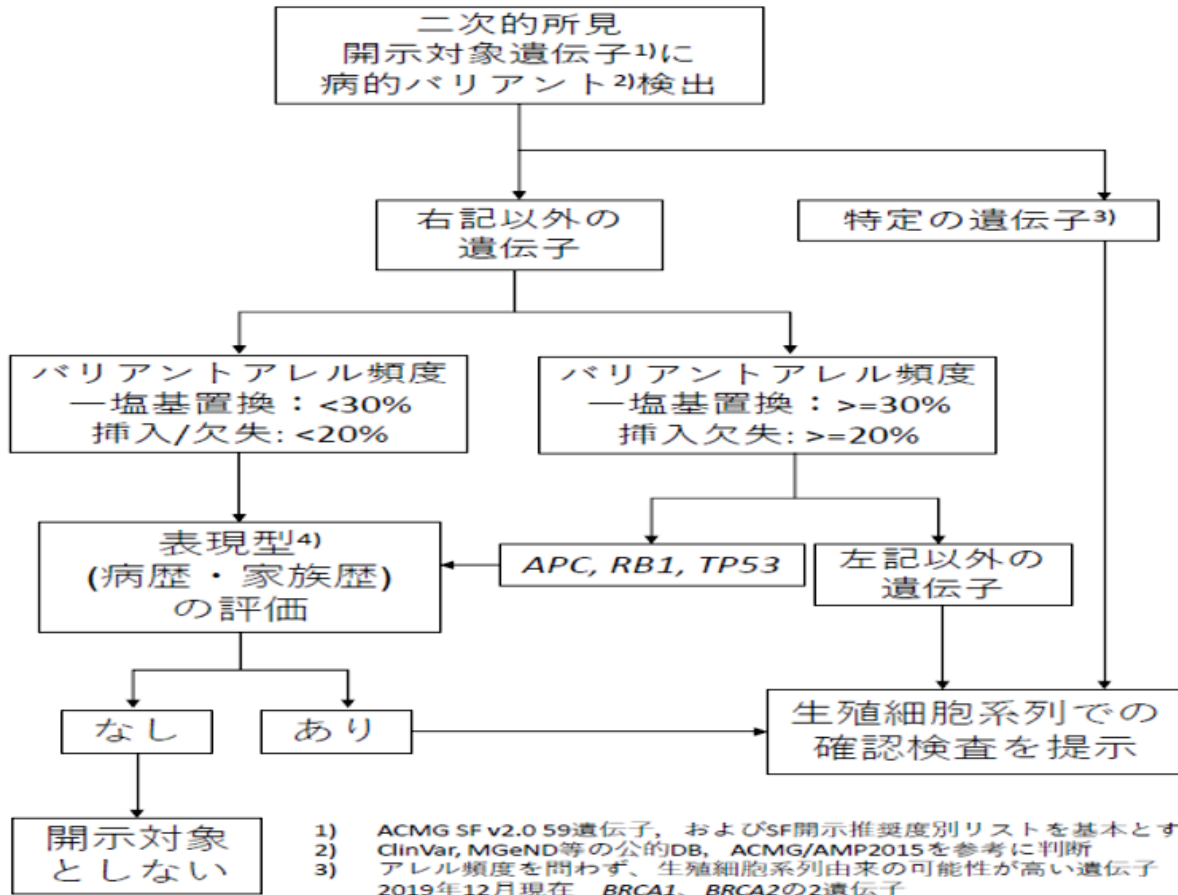 二次的所見
開示対象遺伝子1)に
病的バリアント2)検出
右記以外の
遺伝子
特定の遺伝子3)
バリアントアレル頻度
一塩基置換：<30%
挿入/欠失: <20%
バリアントアレル頻度
一塩基置換：>=30%
挿入欠失: >=20%
表現型4)
(病歴・家族歴)
の評価
APC, RB1, TP53
左記以外の
遺伝子
なし
あり
生殖細胞系列での
確認検査を提示
開示対象
としない
1) ACMG SF v2.0 59遺伝子, およびSF開示推奨度別リストを基本とす
2) ClinVar, MGeND等の公的DB, ACMG/AMP2015を参考に判断
3) アレル頻度を問わず、生殖細胞系列由来の可能性が高い遺伝子
2019年12月現在 BRCA1、BRCA2の2遺伝子